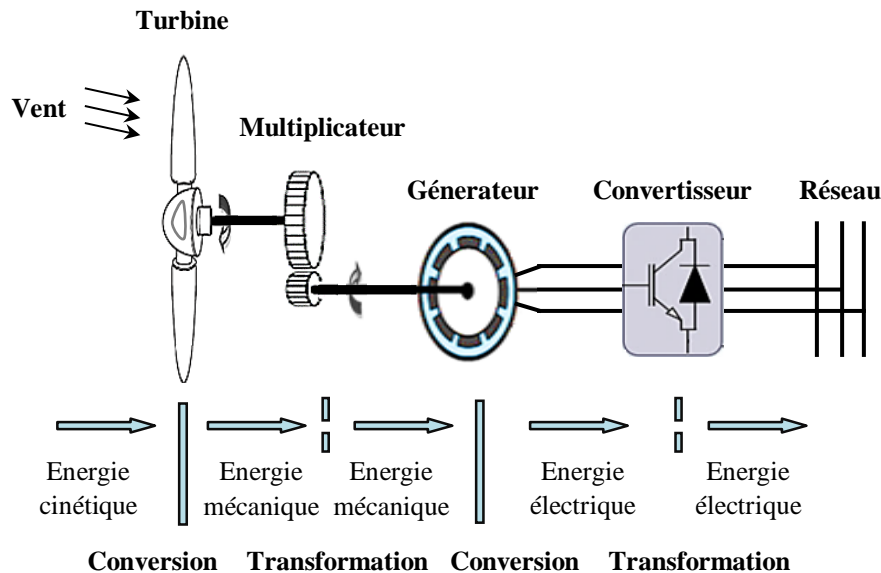 Turbine
Vent
Multiplicateur
Génerateur
Convertisseur
Réseau
Energie
cinétique
Energie
mécanique
Energie
mécanique
Energie
électrique
Energie
électrique
Conversion
Transformation
Conversion
Transformation